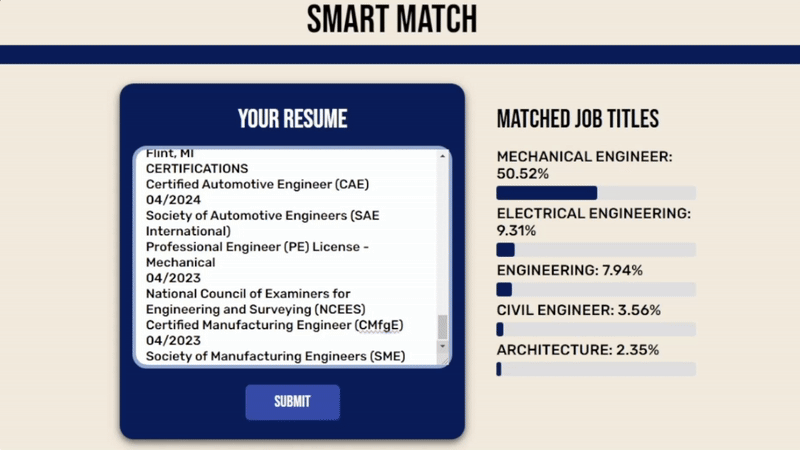 SMART MATCH
YOUR RESUME
Flint, MI
CERTIFICATIONS
Certified Automotive Engineer (CAE)
04/2024
Society of Automotive Engineers (SAE
International)
Professional Engineer (PE) License -
Mechanical
04/2023
National Council of Examiners for
Engineering and Surveying (NCEES)
Certified Manufacturing Engineer (CMfgE)
04/2023
Society of Manufacturing Engineers (SME)
SUBMIT
MATCHED JOB TITLES
MECHANICAL ENGINEER:
50.52%
ELECTRICAL ENGINEERING:
9.31%
ENGINEERING: 7.94%
CIVIL ENGINEER: 3.56%
ARCHITECTURE: 2.35%